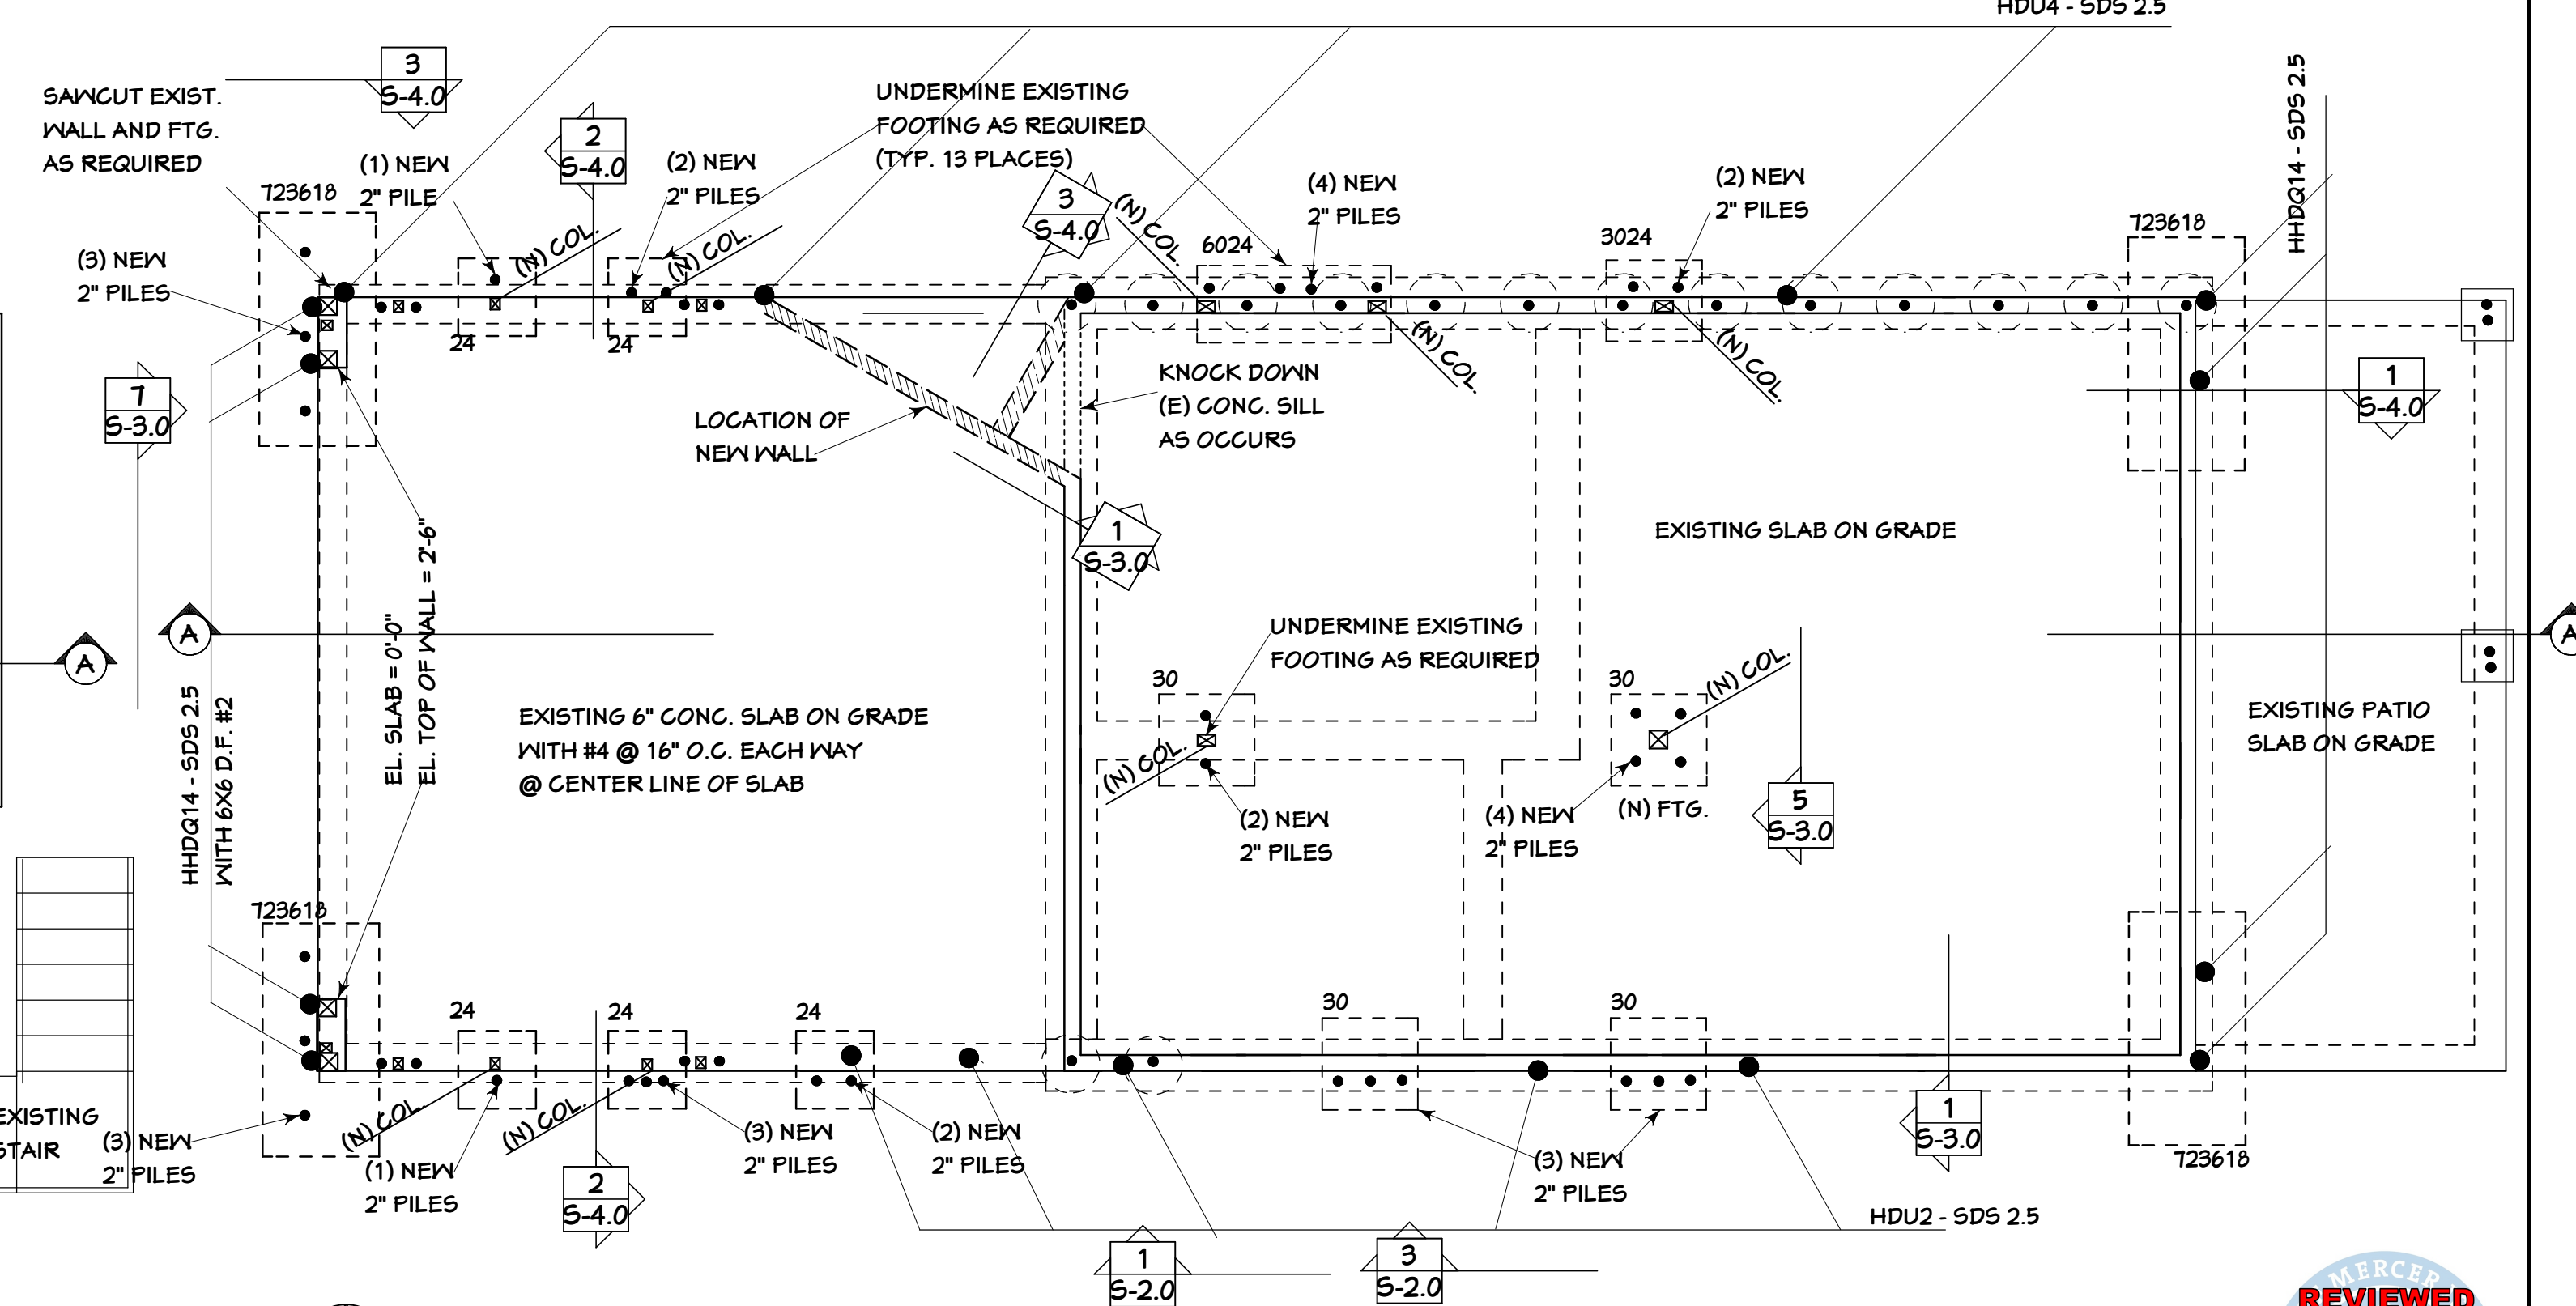 HDU4 - SDS 2.5
3
S-4.0
SAWCUT EXIST.
WALL AND FTG.
AS REQUIRED
2
S-4.0
UNDERMINE EXISTING
FOOTING AS REQUIRED
(TYP. 13 PLACES)
HHDQ14 - SDS 2.5
(1) NEW
2" PILE
(2) NEW
2" PILES
3
S-4.0
(N) COL.
(4) NEW
2" PILES
(2) NEW
2" PILES
723618
(3) NEW
2" PILES
(N) COL.
(N) COL.
6024
3024
723618
24
24
(N) COL.
(N) COL.
7
S-3.0
LOCATION OF
NEW WALL
KNOCK DOWN
(E) CONC. SILL
AS OCCURS
1
S-4.0
1
S-3.0
EXISTING SLAB ON GRADE
EL. SLAB = 0'-0"
EL. TOP OF WALL = 2'-6"
A
A
A
UNDERMINE EXISTING
FOOTING AS REQUIRED
30
30
(N) COL.
(N) COL.
HHDQ14 - SDS 2.5
WITH 6X6 D.F. #2
EXISTING 6" CONC. SLAB ON GRADE
WITH #4 @ 16" O.C. EACH WAY
@ CENTER LINE OF SLAB
EXISTING PATIO
SLAB ON GRADE
(2) NEW
2" PILES
(4) NEW
2" PILES
(N) FTG.
5
S-3.0
723618
24
24
24
30
30
EXISTING
STAIR
(3) NEW
2" PILES
(N) COL.
(N) COL.
(1) NEW
2" PILES
(3) NEW
2" PILES
(2) NEW
2" PILES
(3) NEW
2" PILES
1
S-3.0
723618
2
S-4.0
HDU2 - SDS 2.5
1
S-2.0
3
S-2.0
MERCER
REVIEWED